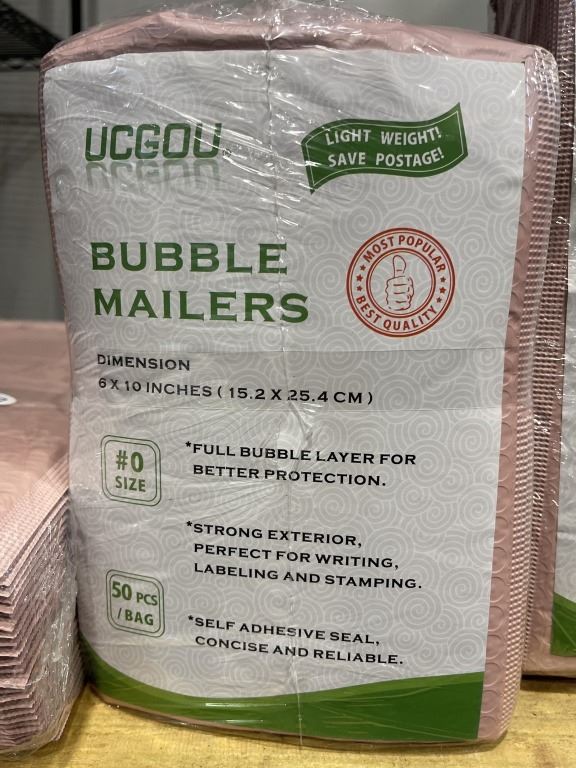 UCGOU
LIGHT WEIGHT!
SAVE POSTAGE!
BUBBLE
MAILERS
MOST POPULAR
BEST QUALITY
DIMENSION
6 X 10 INCHES ( 15.2 X 25.4 CM )
#0
SIZE
*FULL BUBBLE LAYER FOR
BETTER PROTECTION.
*STRONG EXTERIOR,
PERFECT FOR WRITING,
LABELING AND STAMPING.
50 PCS
/BAG
*SELF ADHESIVE SEAL,
CONCISE AND RELIABLE.